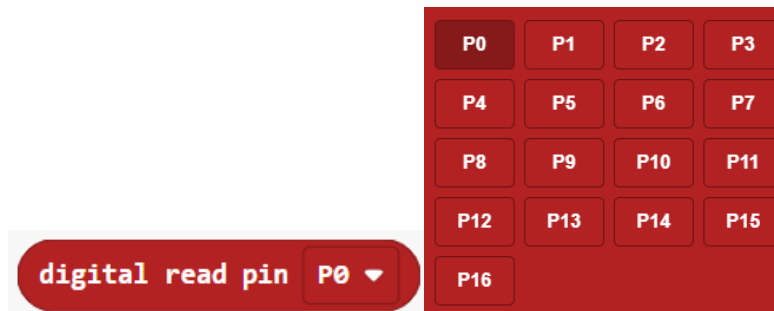 digital read pin P0
P0 P1 P2 P3
P4 P5 P6 P7
P8 P9 P10 P11
P12 P13 P14 P15
P16